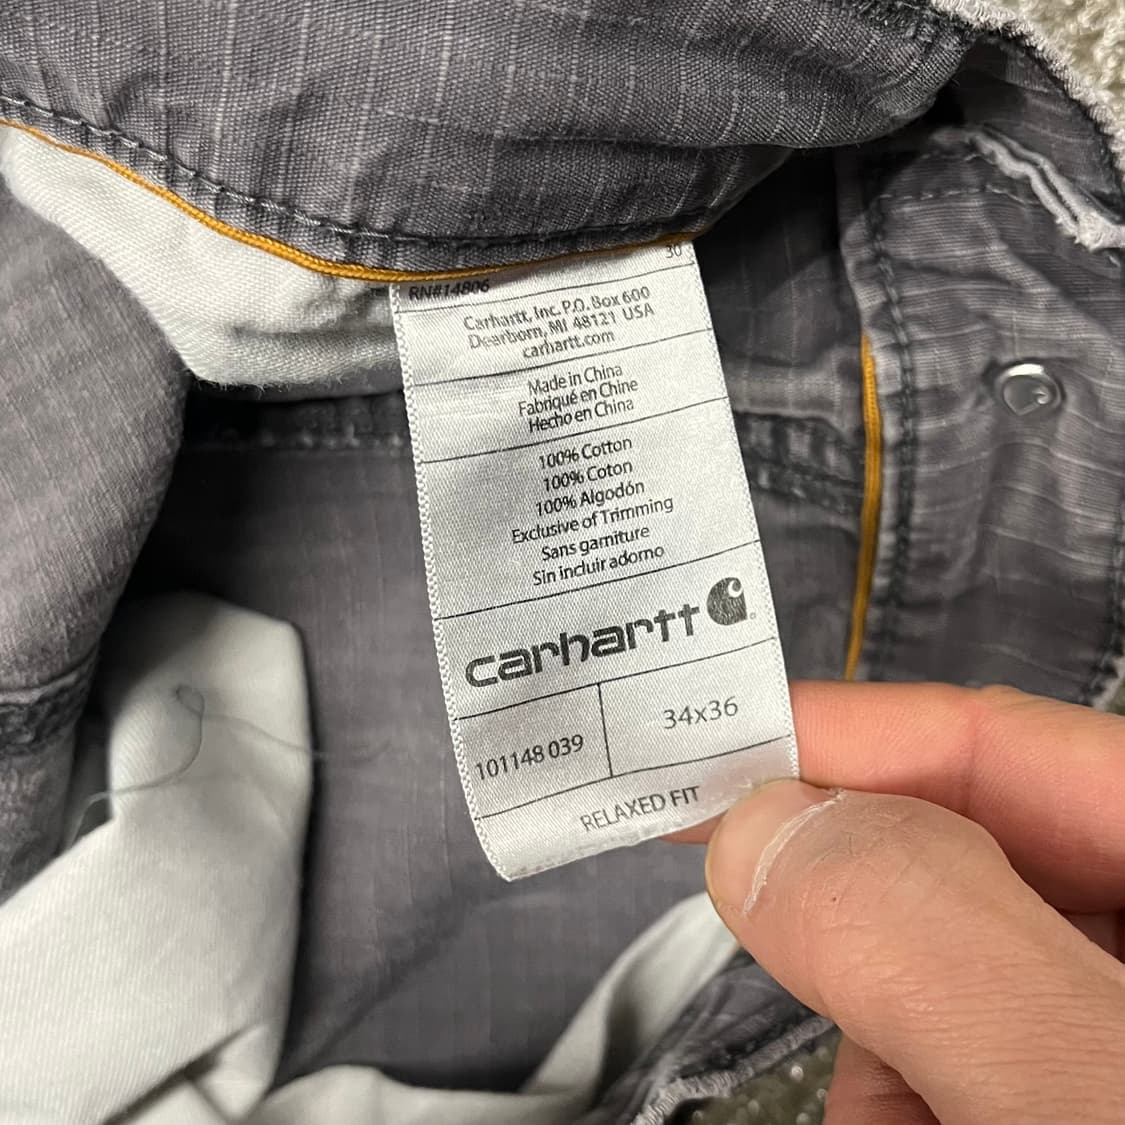 30
RN#14806
Carhartt, Inc. P.O. Box 600
Dearborn, MI 48121 USA
carhartt.com
Made in China
Fabriqué en Chine
Hecho en China
100% Cotton
100% Coton
100% Algodón
Exclusive of Trimming
Sans garniture
Sin incluir adorno
carhartt
101148 039
34x36
RELAXED FIT